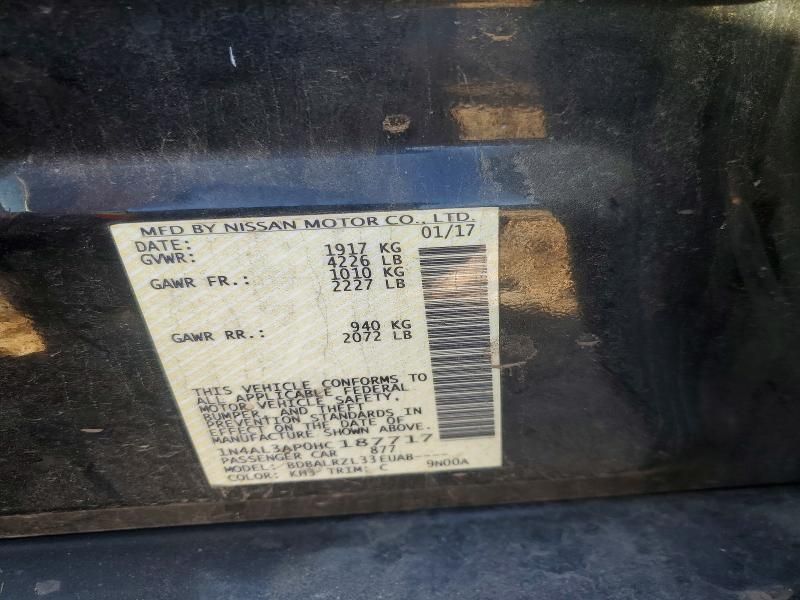 MFD BY NISSAN MOTOR CO., LTD.
DATE: 01/17
GVWR: 1917 KG
4226 LB
GAWR FR.: 1010 KG
2227 LB
GAWR RR.: 940 KG
2072 LB
THIS VEHICLE CONFORMS TO
ALL APPLICABLE FEDERAL
MOTOR VEHICLE SAFETY,
BUMPER, AND THEFT
PREVENTION STANDARDS IN
EFFECT ON THE DATE OF
MANUFACTURE SHOWN ABOVE.
1N4AL3AP0HC187717
PASSENGER CAR 877
MODEL: BDBALRZL33EUAB----
COLOR: KH3 TRIM: C 9N00A